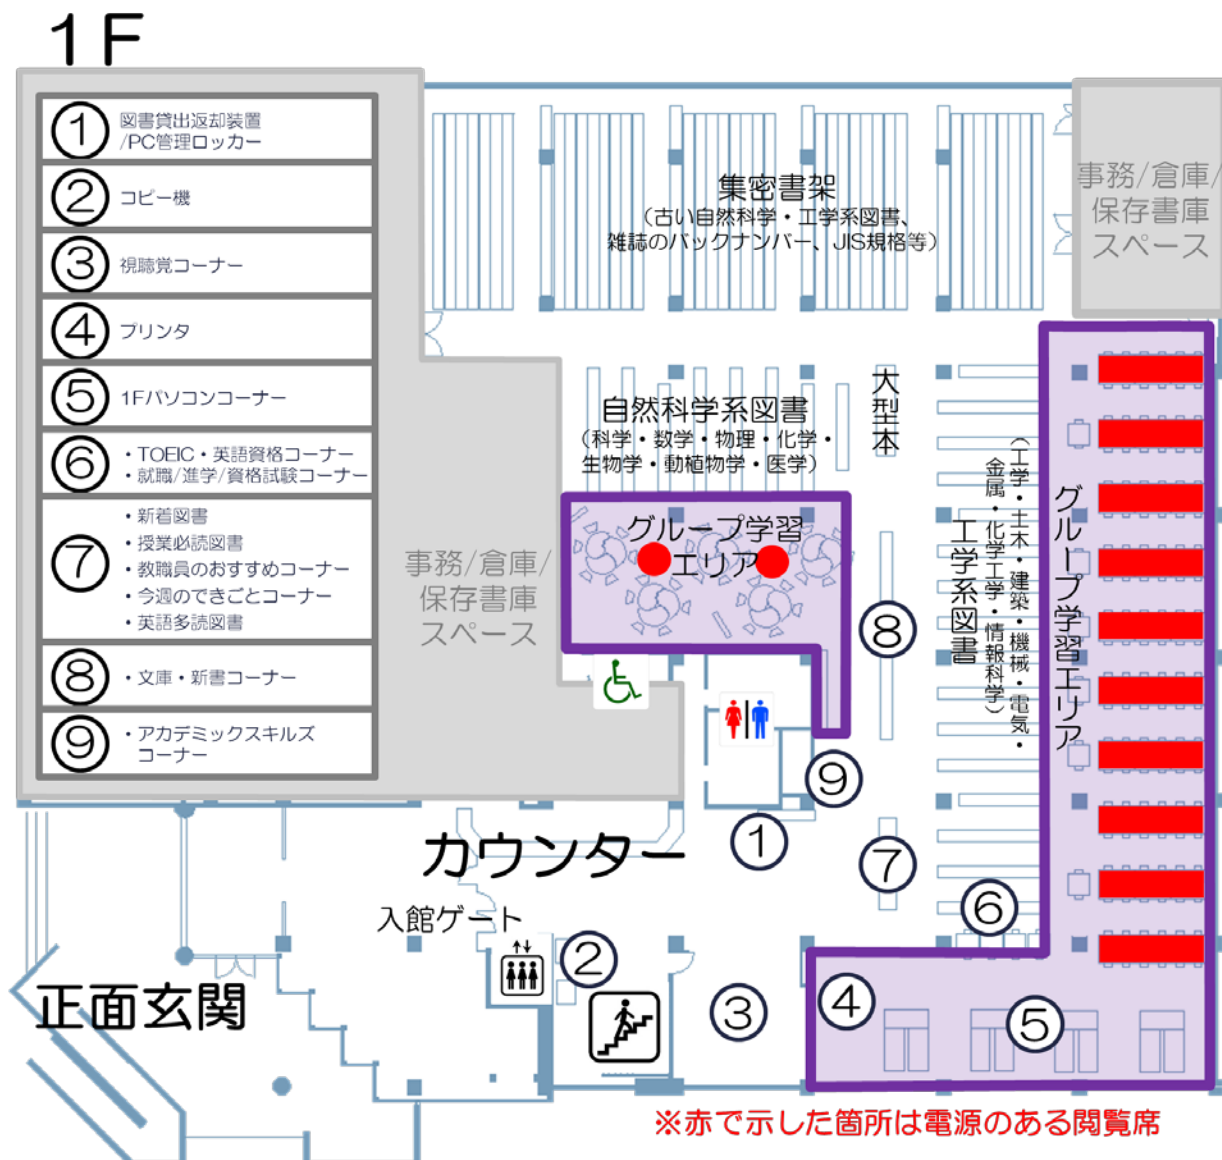 1F
① 図書貸出返却装置
/PC管理ロッカー
② コピー機
③ 視聴覚コーナー
④ プリンタ
⑤ 1Fパソコンコーナー
⑥ ・TOEIC・英語資格コーナー
・就職/進学/資格試験コーナー
⑦ ・新着図書
・授業必読図書
・教職員のおすすめコーナー
・今週のできごとコーナー
・英語多読図書
⑧ ・文庫・新書コーナー
⑨ ・アカデミックスキルズ
コーナー
集密書架
(古い自然科学・工学系図書、
雑誌のバックナンバー、JIS規格等)
事務/倉庫/
保存書庫
スペース
自然科学系図書
(科学・数学・物理・化学・
生物学・動植物学・医学)
大型本
グループ学習
エリア
事務/倉庫/
保存書庫
スペース
工学系図書
(工学・土木・建築・機械・電気・
金属・化学工学・情報科学)
グループ学習エリア
⑧
⑨
①
⑦
⑥
カウンター
入館ゲート
②
③
④
⑤
正面玄関
※赤で示した箇所は電源のある閲覧席